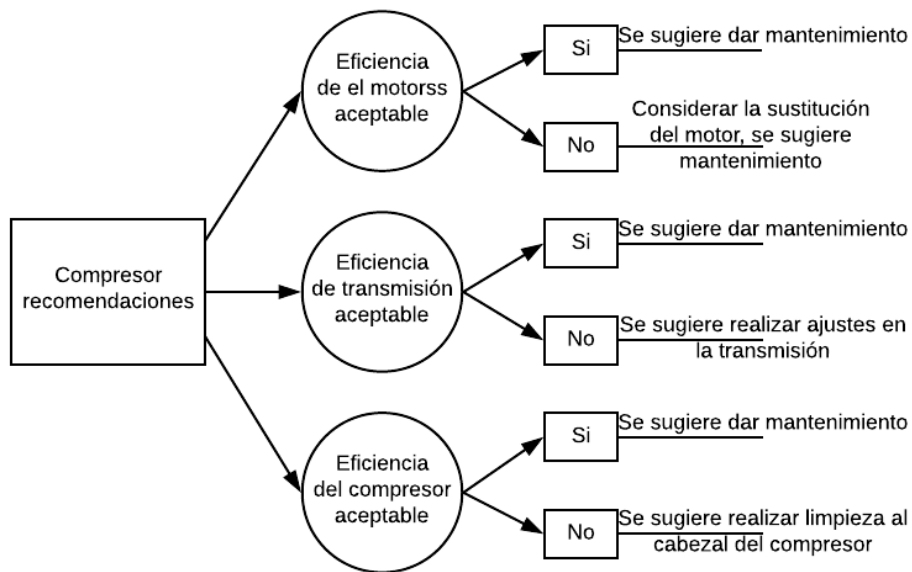 Compresor
recomendaciones
Eficiencia
de el motorss
aceptable
Si
Se sugiere dar mantenimiento
No
Considerar la sustitución
del motor, se sugiere
mantenimiento
Eficiencia
de transmisión
aceptable
Si
Se sugiere dar mantenimiento
No
Se sugiere realizar ajustes en
la transmisión
Eficiencia
del compresor
aceptable
Si
Se sugiere dar mantenimiento
No
Se sugiere realizar limpieza al
cabezal del compresor